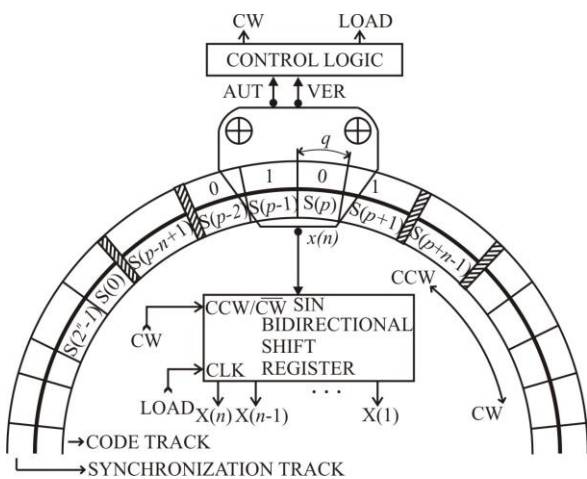 CW LOAD
CONTROL LOGIC
AUT VER
q
0 1 0 1
S(2ⁿ-1) S(0) S(p-n+1) S(p-2) S(p-1) S(p) S(p+1) S(p+n-1)
x(n)
CCW
CCW/C̅W̅ SIN
BIDIRECTIONAL
CW
SHIFT
CLK REGISTER
CW
LOAD
X(n) X(n-1) . . . X(1)
CODE TRACK
SYNCHRONIZATION TRACK